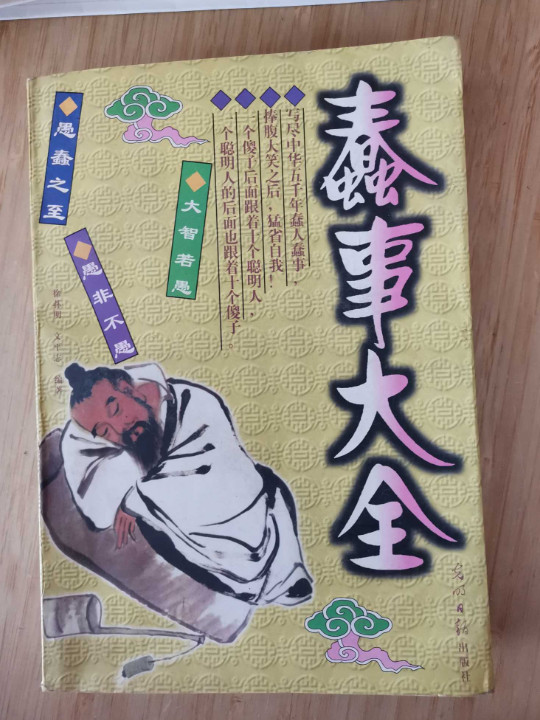 蠢事大全
写尽中华五千年蠢人蠢事，
捧腹大笑之后，猛省自我！
一个傻子后面跟着十个聪明人，
一个聪明人的后面也跟着十个傻子。
大智若愚
愚非不愚
愚蠢之至
编著
光明日报出版社